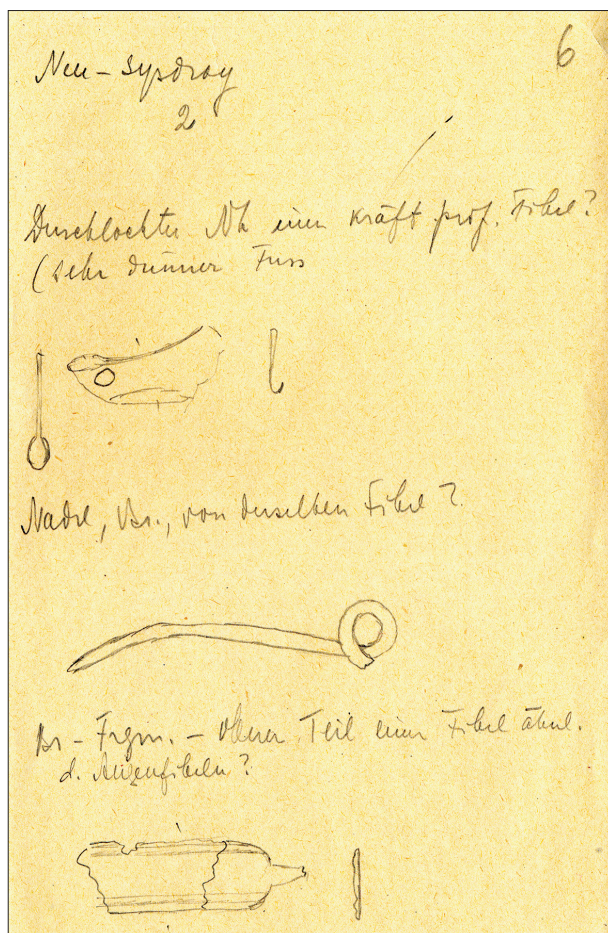 6
Neu-Sysdroy
2
Durchlochter Nh einer kräft. prof. Fibel?
(sehr dünner Fuss
Nadel, Br., von derselben Fibel?
Br-Frgm. - oberer Teil einer Fibel ähnl.
d. Augenfibeln?